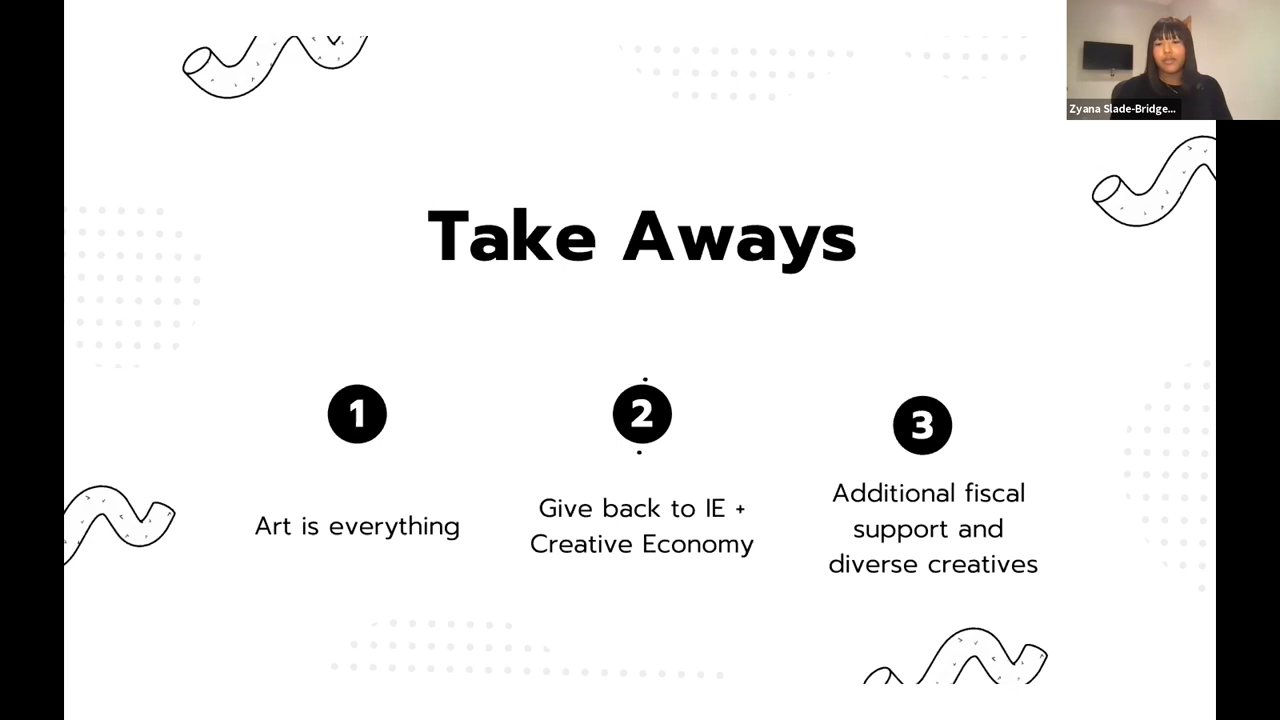 Zyana Slade-Bridge...
Take Aways
1
Art is everything
2
Give back to IE +
Creative Economy
3
Additional fiscal
support and
diverse creatives